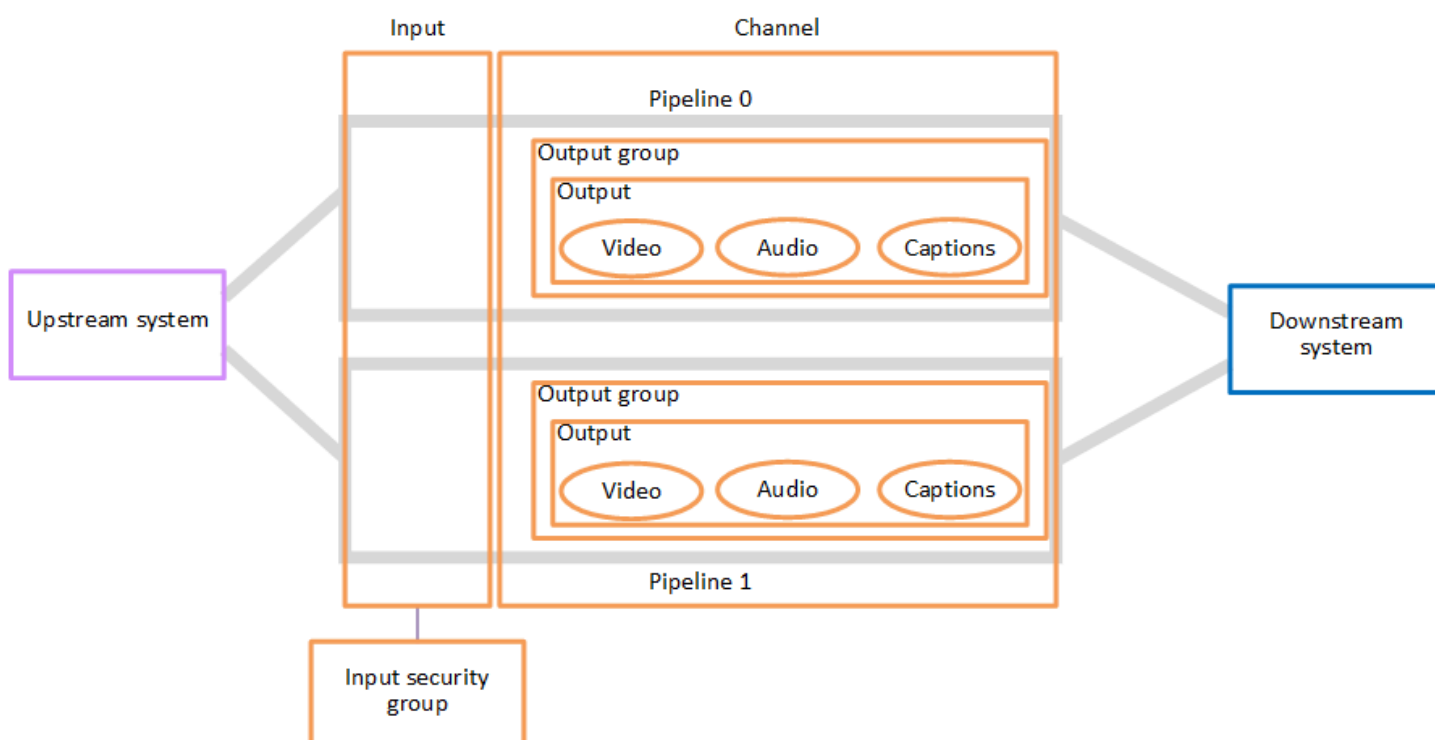 Input
Channel
Pipeline 0
Output group
Output
Video
Audio
Captions
Upstream system
Downstream
system
Output group
Output
Video
Audio
Captions
Pipeline 1
Input security
group